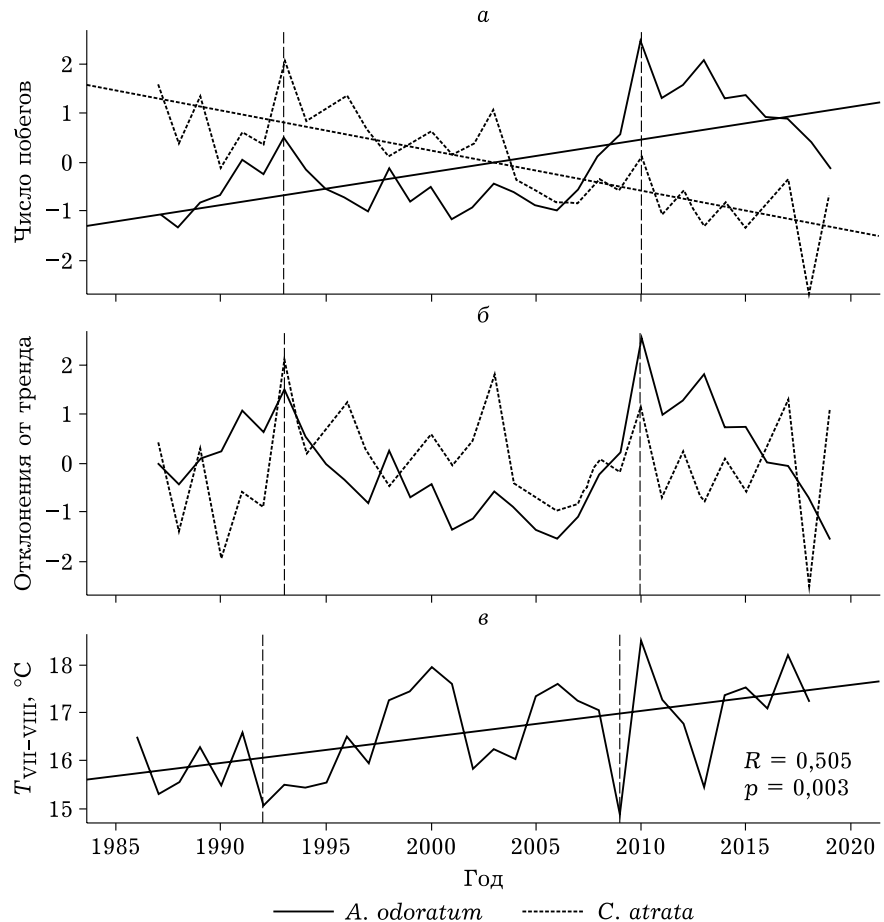 а
Число побегов
2
1
0
−1
−2
б
Отклонения от тренда
2
1
0
−1
−2
в
T VII–VIII, °C
18
17
16
15
R = 0,505
p = 0,003
1985 1990 1995 2000 2005 2010 2015 2020
Год
A. odoratum C. atrata